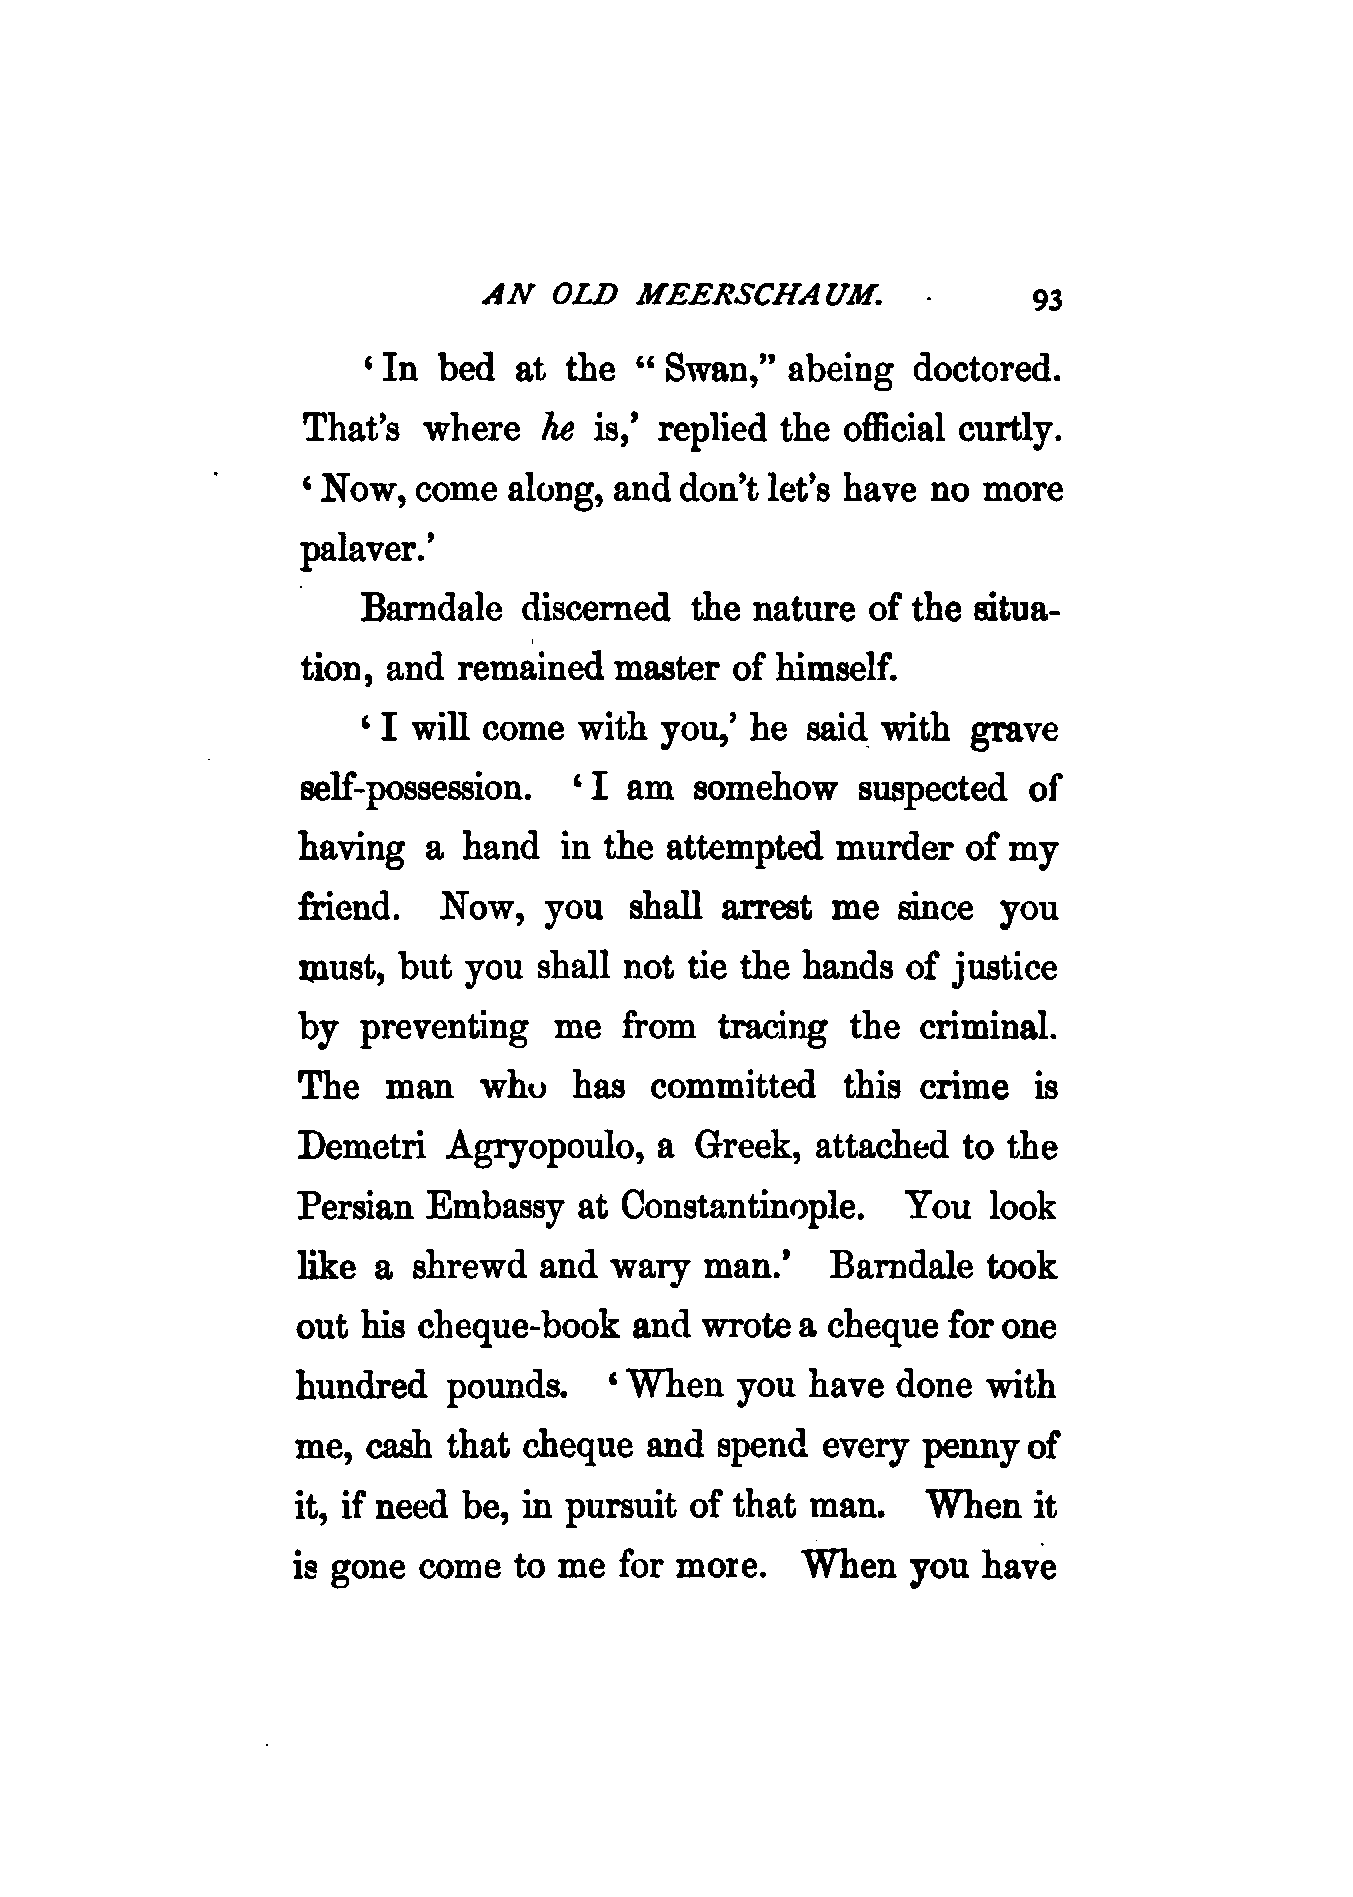 AN OLD MEERSCHAUM. 93
‘In bed at the “Swan,” abeing doctored.
That’s where he is,’ replied the official curtly.
‘Now, come along, and don’t let’s have no more
palaver.’
Barndale discerned the nature of the situa-
tion, and remained master of himself.
‘I will come with you,’ he said with grave
self-possession. ‘I am somehow suspected of
having a hand in the attempted murder of my
friend. Now, you shall arrest me since you
must, but you shall not tie the hands of justice
by preventing me from tracing the criminal.
The man who has committed this crime is
Demetri Agryopoulo, a Greek, attached to the
Persian Embassy at Constantinople. You look
like a shrewd and wary man.’ Barndale took
out his cheque-book and wrote a cheque for one
hundred pounds. ‘When you have done with
me, cash that cheque and spend every penny of
it, if need be, in pursuit of that man. When it
is gone come to me for more. When you have